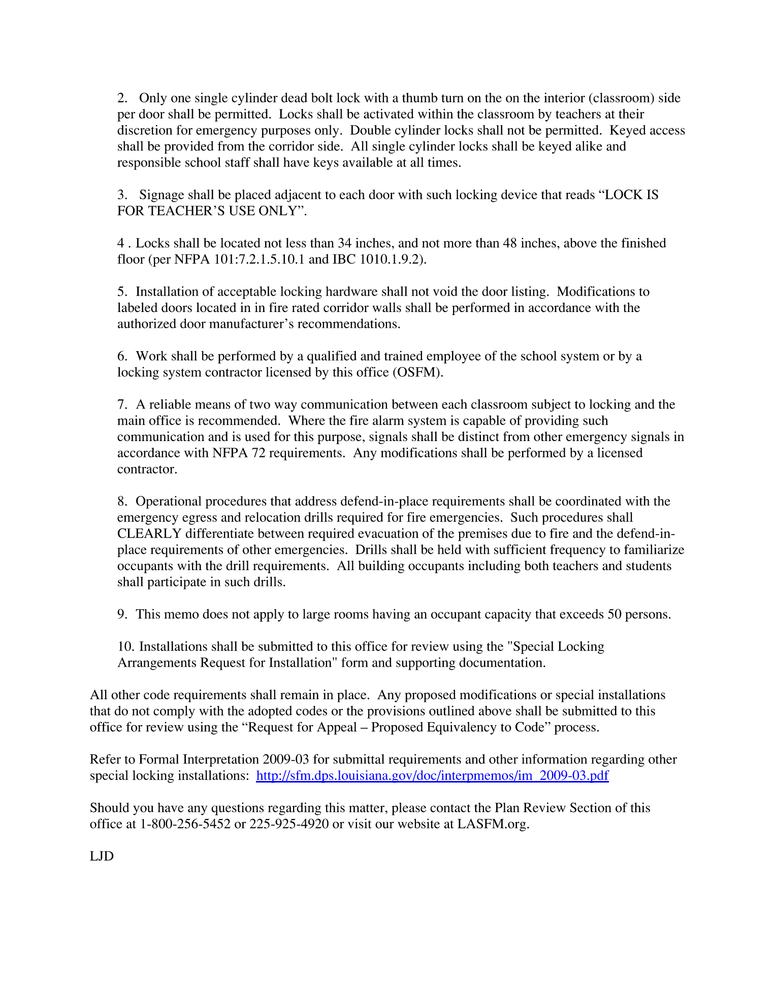 2.   Only one single cylinder dead bolt lock with a thumb turn on the on the interior (classroom) side
per door shall be permitted.  Locks shall be activated within the classroom by teachers at their
discretion for emergency purposes only.  Double cylinder locks shall not be permitted.  Keyed access
shall be provided from the corridor side.  All single cylinder locks shall be keyed alike and
responsible school staff shall have keys available at all times.

3.   Signage shall be placed adjacent to each door with such locking device that reads “LOCK IS
FOR TEACHER’S USE ONLY”.

4 . Locks shall be located not less than 34 inches, and not more than 48 inches, above the finished
floor (per NFPA 101:7.2.1.5.10.1 and IBC 1010.1.9.2).

5.  Installation of acceptable locking hardware shall not void the door listing.  Modifications to
labeled doors located in in fire rated corridor walls shall be performed in accordance with the
authorized door manufacturer’s recommendations.

6.  Work shall be performed by a qualified and trained employee of the school system or by a
locking system contractor licensed by this office (OSFM).

7.  A reliable means of two way communication between each classroom subject to locking and the
main office is recommended.  Where the fire alarm system is capable of providing such
communication and is used for this purpose, signals shall be distinct from other emergency signals in
accordance with NFPA 72 requirements.  Any modifications shall be performed by a licensed
contractor.

8.  Operational procedures that address defend-in-place requirements shall be coordinated with the
emergency egress and relocation drills required for fire emergencies.  Such procedures shall
CLEARLY differentiate between required evacuation of the premises due to fire and the defend-in-
place requirements of other emergencies.  Drills shall be held with sufficient frequency to familiarize
occupants with the drill requirements.  All building occupants including both teachers and students
shall participate in such drills.

9.  This memo does not apply to large rooms having an occupant capacity that exceeds 50 persons.

10. Installations shall be submitted to this office for review using the "Special Locking
Arrangements Request for Installation" form and supporting documentation.

All other code requirements shall remain in place.  Any proposed modifications or special installations
that do not comply with the adopted codes or the provisions outlined above shall be submitted to this
office for review using the “Request for Appeal – Proposed Equivalency to Code” process.

Refer to Formal Interpretation 2009-03 for submittal requirements and other information regarding other
special locking installations:  http://sfm.dps.louisiana.gov/doc/interpmemos/im_2009-03.pdf

Should you have any questions regarding this matter, please contact the Plan Review Section of this
office at 1-800-256-5452 or 225-925-4920 or visit our website at LASFM.org.

LJD